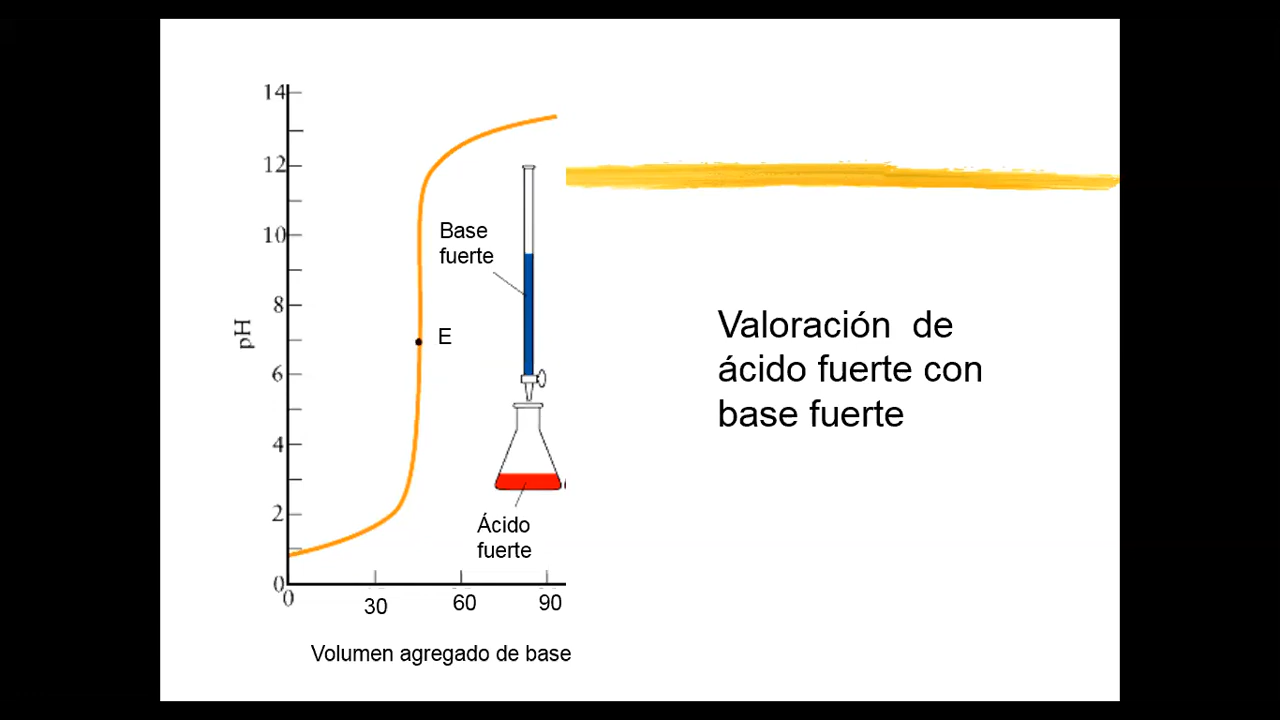 14
12
10
8
6
4
2
0
pH
Base
fuerte
E
Ácido
fuerte
0
30
60
90
Volumen agregado de base
Valoración de
ácido fuerte con
base fuerte